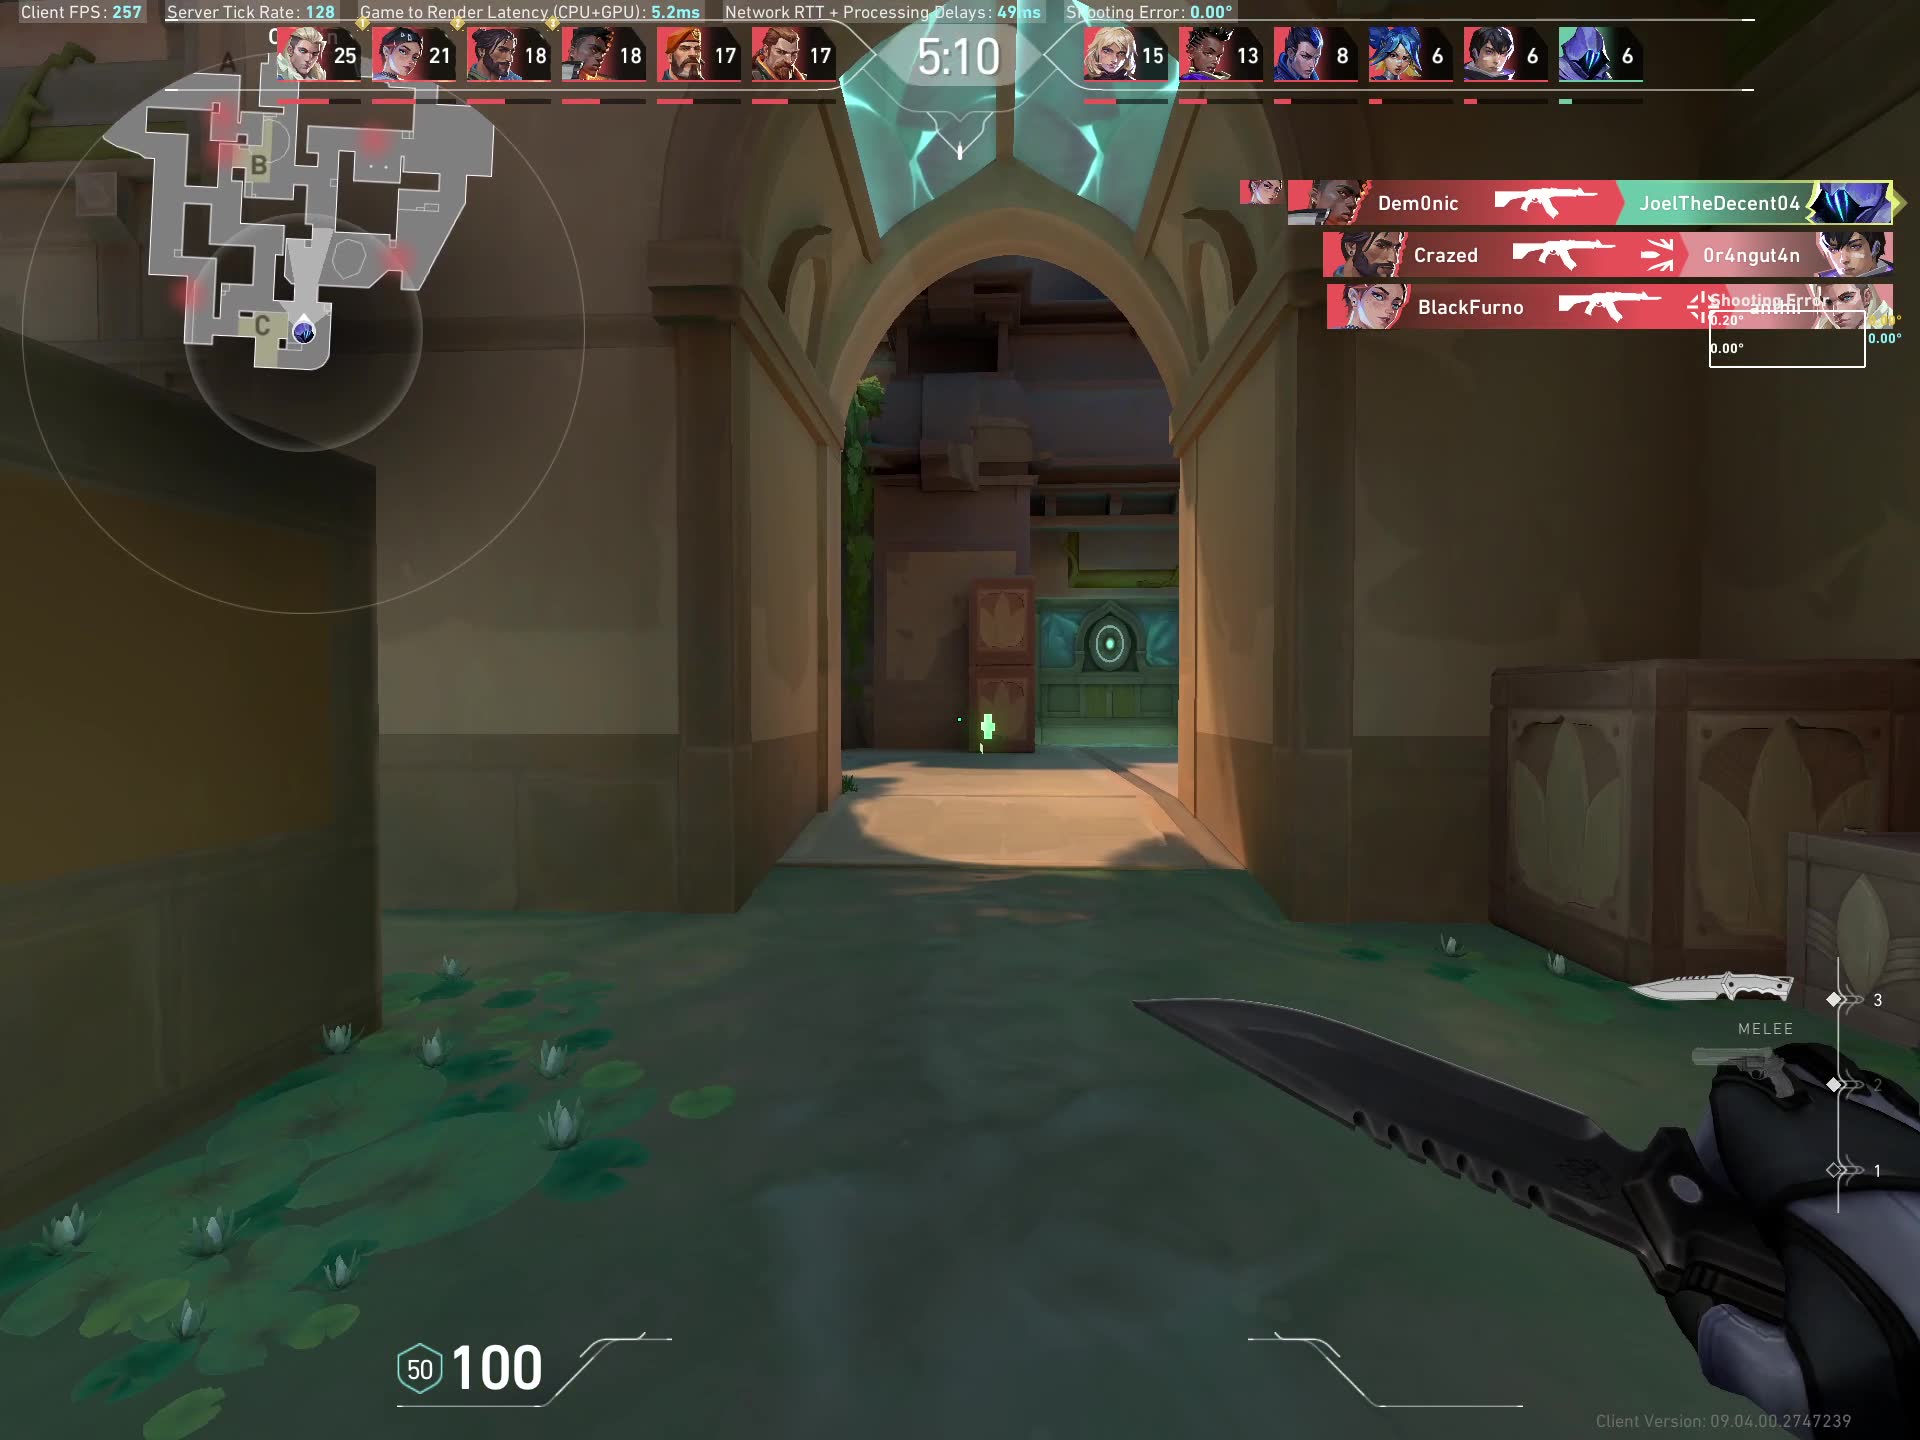 Client FPS: 257 Server Tick Rate: 128 Game to Render Latency (CPU+GPU): 5.2ms Network RTT + Processing Delays: 49ms Shooting Error: 0.00°
25 21 18 18 17 17 5:10 15 13 8 6 6 6
A
B
C
Dem0nic JoelTheDecent04
Crazed 0r4ngut4n
BlackFurno
Shooting Error
0.20°
0.00°
0.00°
3
MELEE
2
1
50 100
Client Version: 09.04.00.2747239